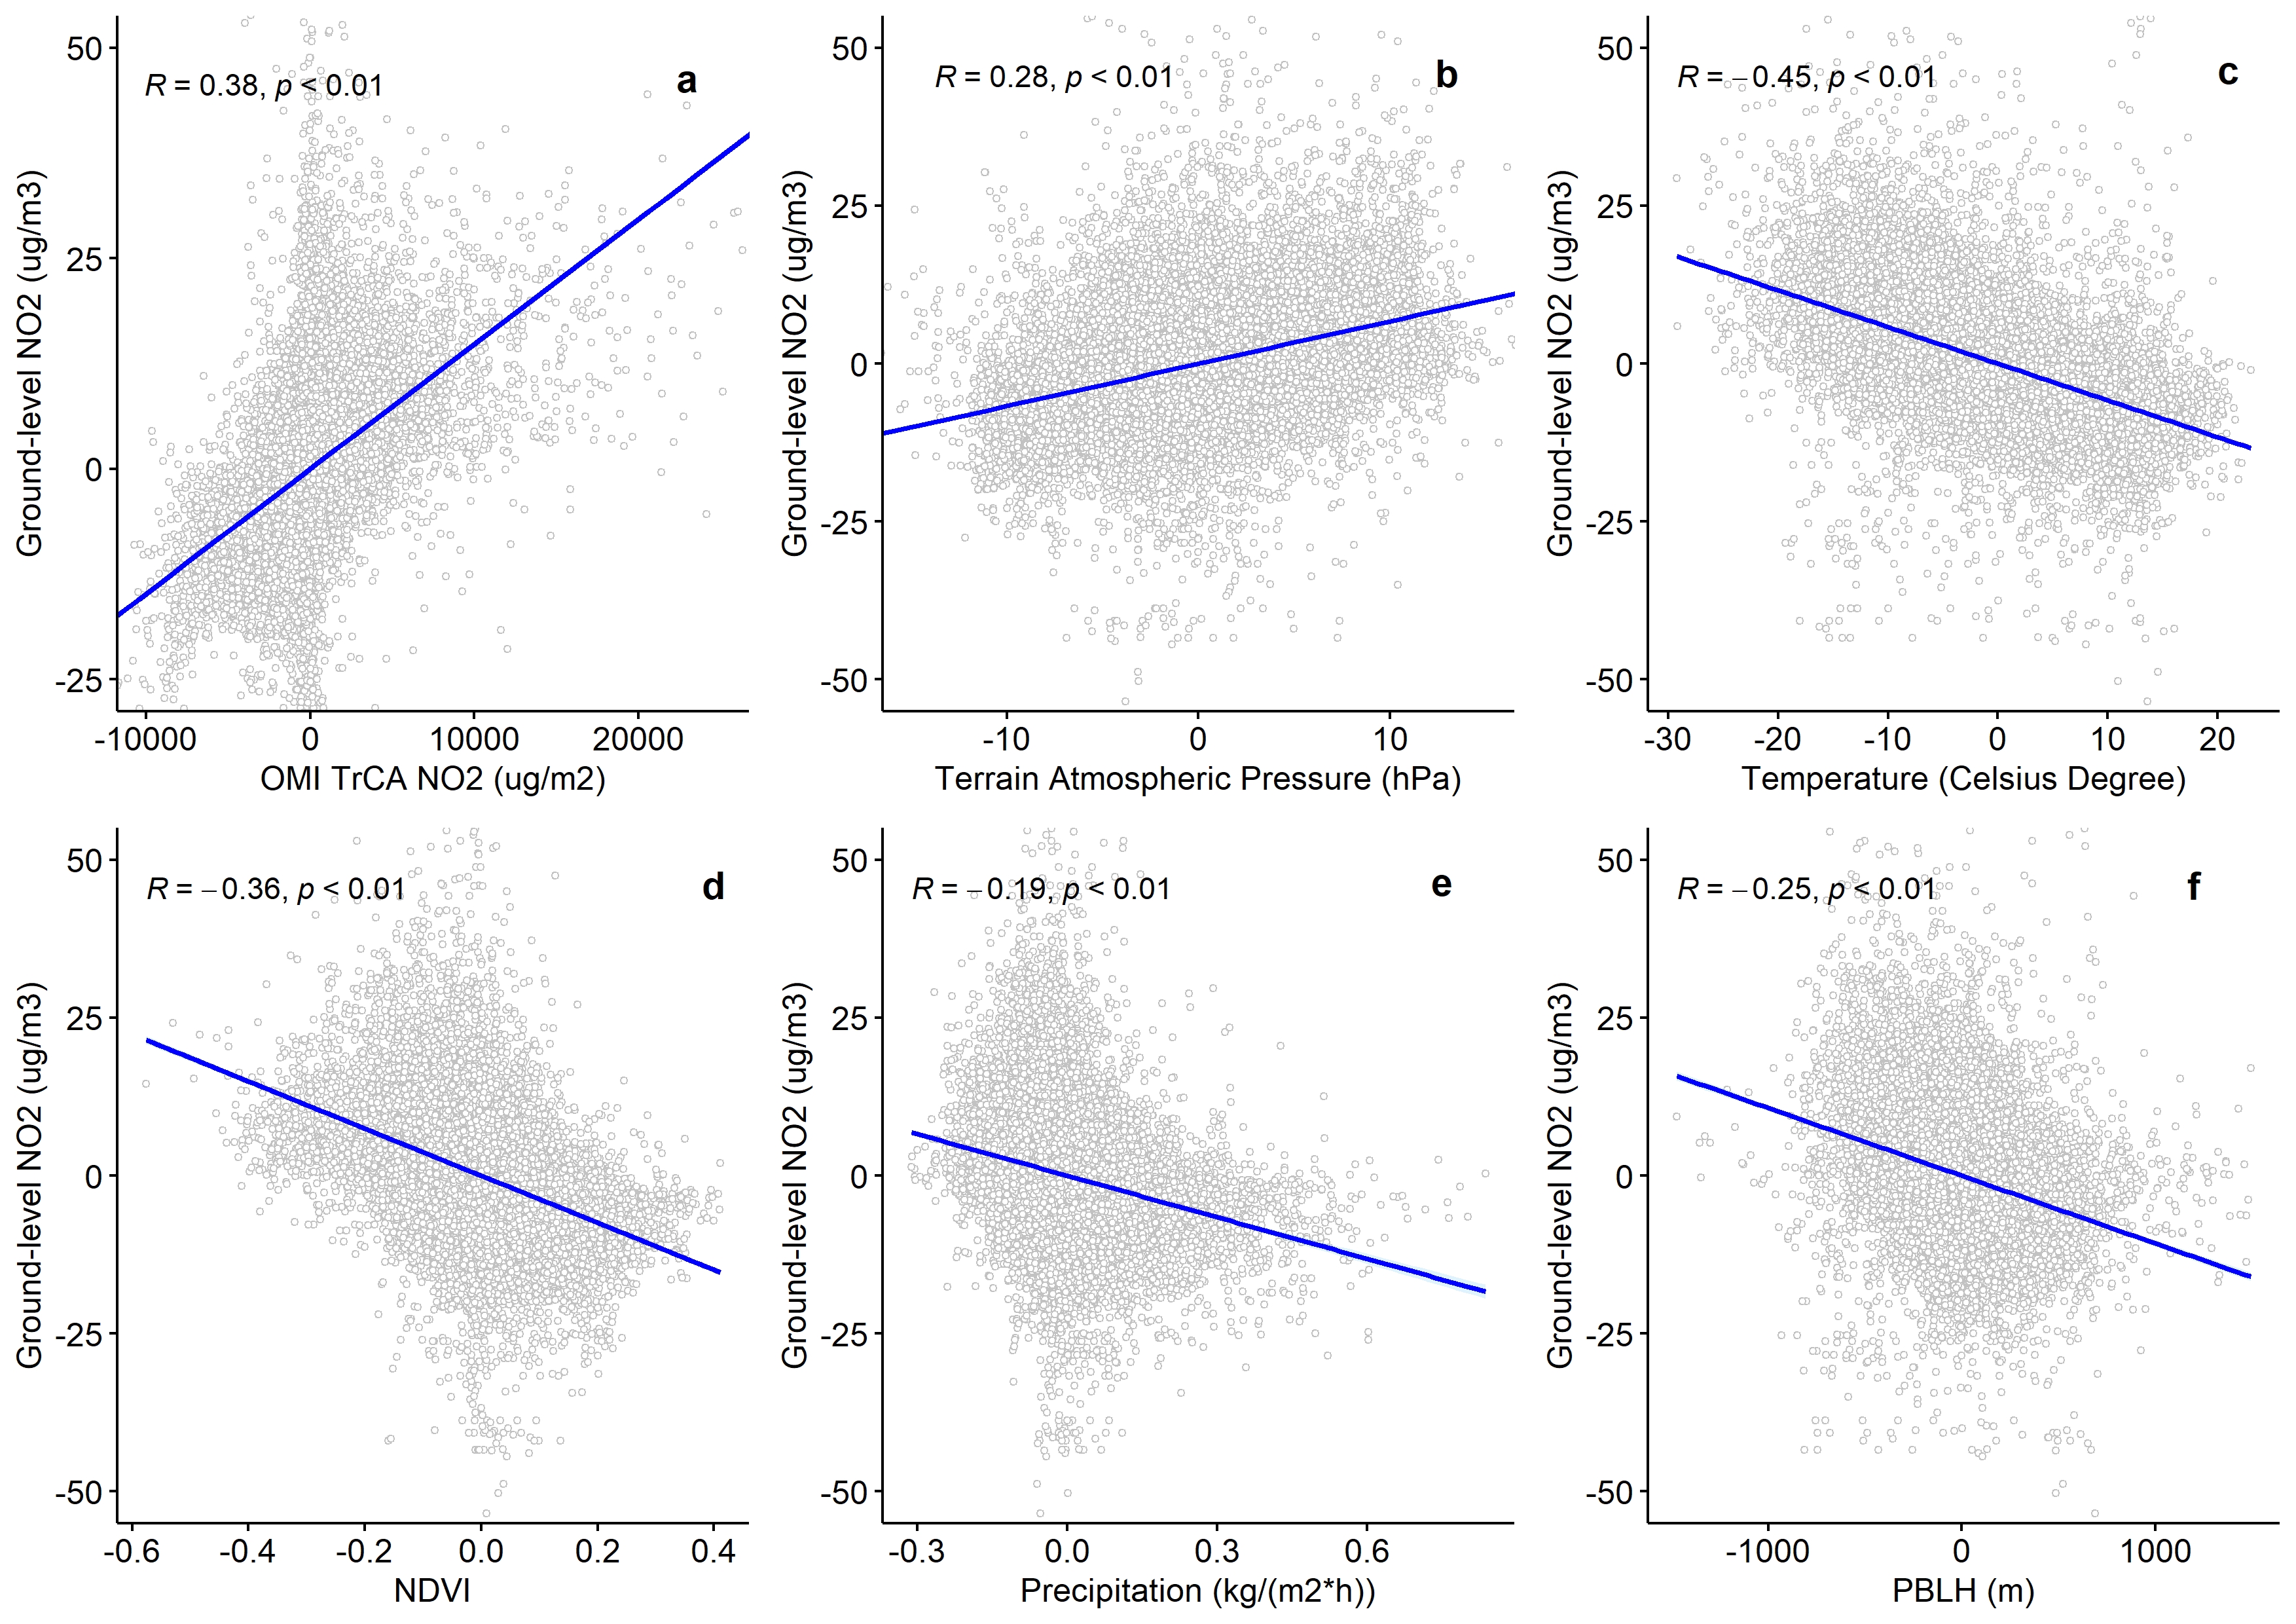 50
25
0
-25
Ground-level NO2 (ug/m3)
R = 0.38, p < 0.01
a
-10000 0 10000 20000
OMI TrCA NO2 (ug/m2)
50
25
0
-25
-50
Ground-level NO2 (ug/m3)
R = 0.28, p < 0.01
b
-10 0 10
Terrain Atmospheric Pressure (hPa)
50
25
0
-25
-50
Ground-level NO2 (ug/m3)
R = −0.45, p < 0.01
c
-30 -20 -10 0 10 20
Temperature (Celsius Degree)
50
25
0
-25
-50
Ground-level NO2 (ug/m3)
R = −0.36, p < 0.01
d
-0.6 -0.4 -0.2 0.0 0.2 0.4
NDVI
50
25
0
-25
-50
Ground-level NO2 (ug/m3)
R = −0.19, p < 0.01
e
-0.3 0.0 0.3 0.6
Precipitation (kg/(m2*h))
50
25
0
-25
-50
Ground-level NO2 (ug/m3)
R = −0.25, p < 0.01
f
-1000 0 1000
PBLH (m)